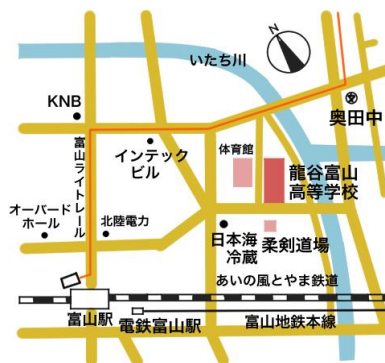 N
いたち川
KNB
奥田中
インテック
ビル
体育館
龍谷富山
高等学校
富山ライトレール
オーバード
ホール
北陸電力
日本海
冷蔵
柔剣道場
あいの風とやま鉄道
富山駅
電鉄富山駅
富山地鉄本線